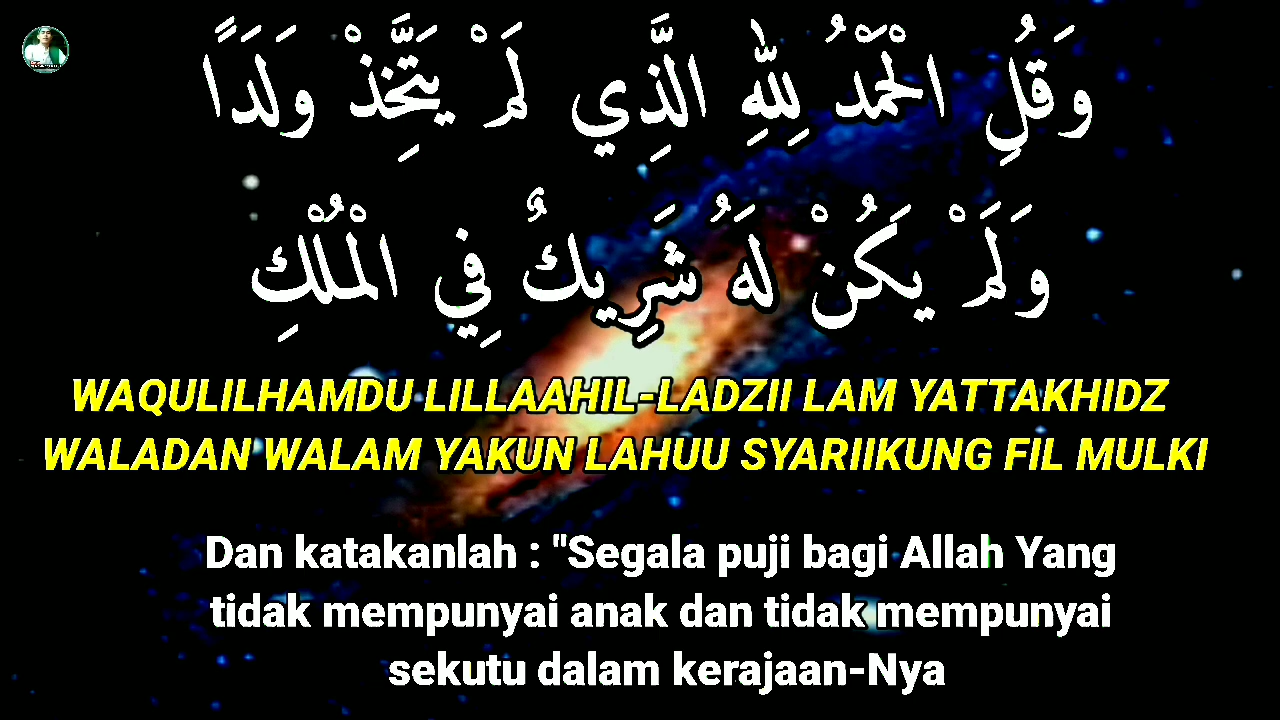 وَقُلِ الْحَمْدُ لِلّٰهِ الَّذِي لَمْ يَتَّخِذْ وَلَدًا
وَلَمْ يَكُنْ لَهُ شَرِيكٌ فِي الْمُلْكِ
WAQULILHAMDU LILLAAHIL-LADZII LAM YATTAKHIDZ
WALADAN WALAM YAKUN LAHUU SYARIIKUNG FIL MULKI
Dan katakanlah : "Segala puji bagi Allah Yang
tidak mempunyai anak dan tidak mempunyai
sekutu dalam kerajaan-Nya